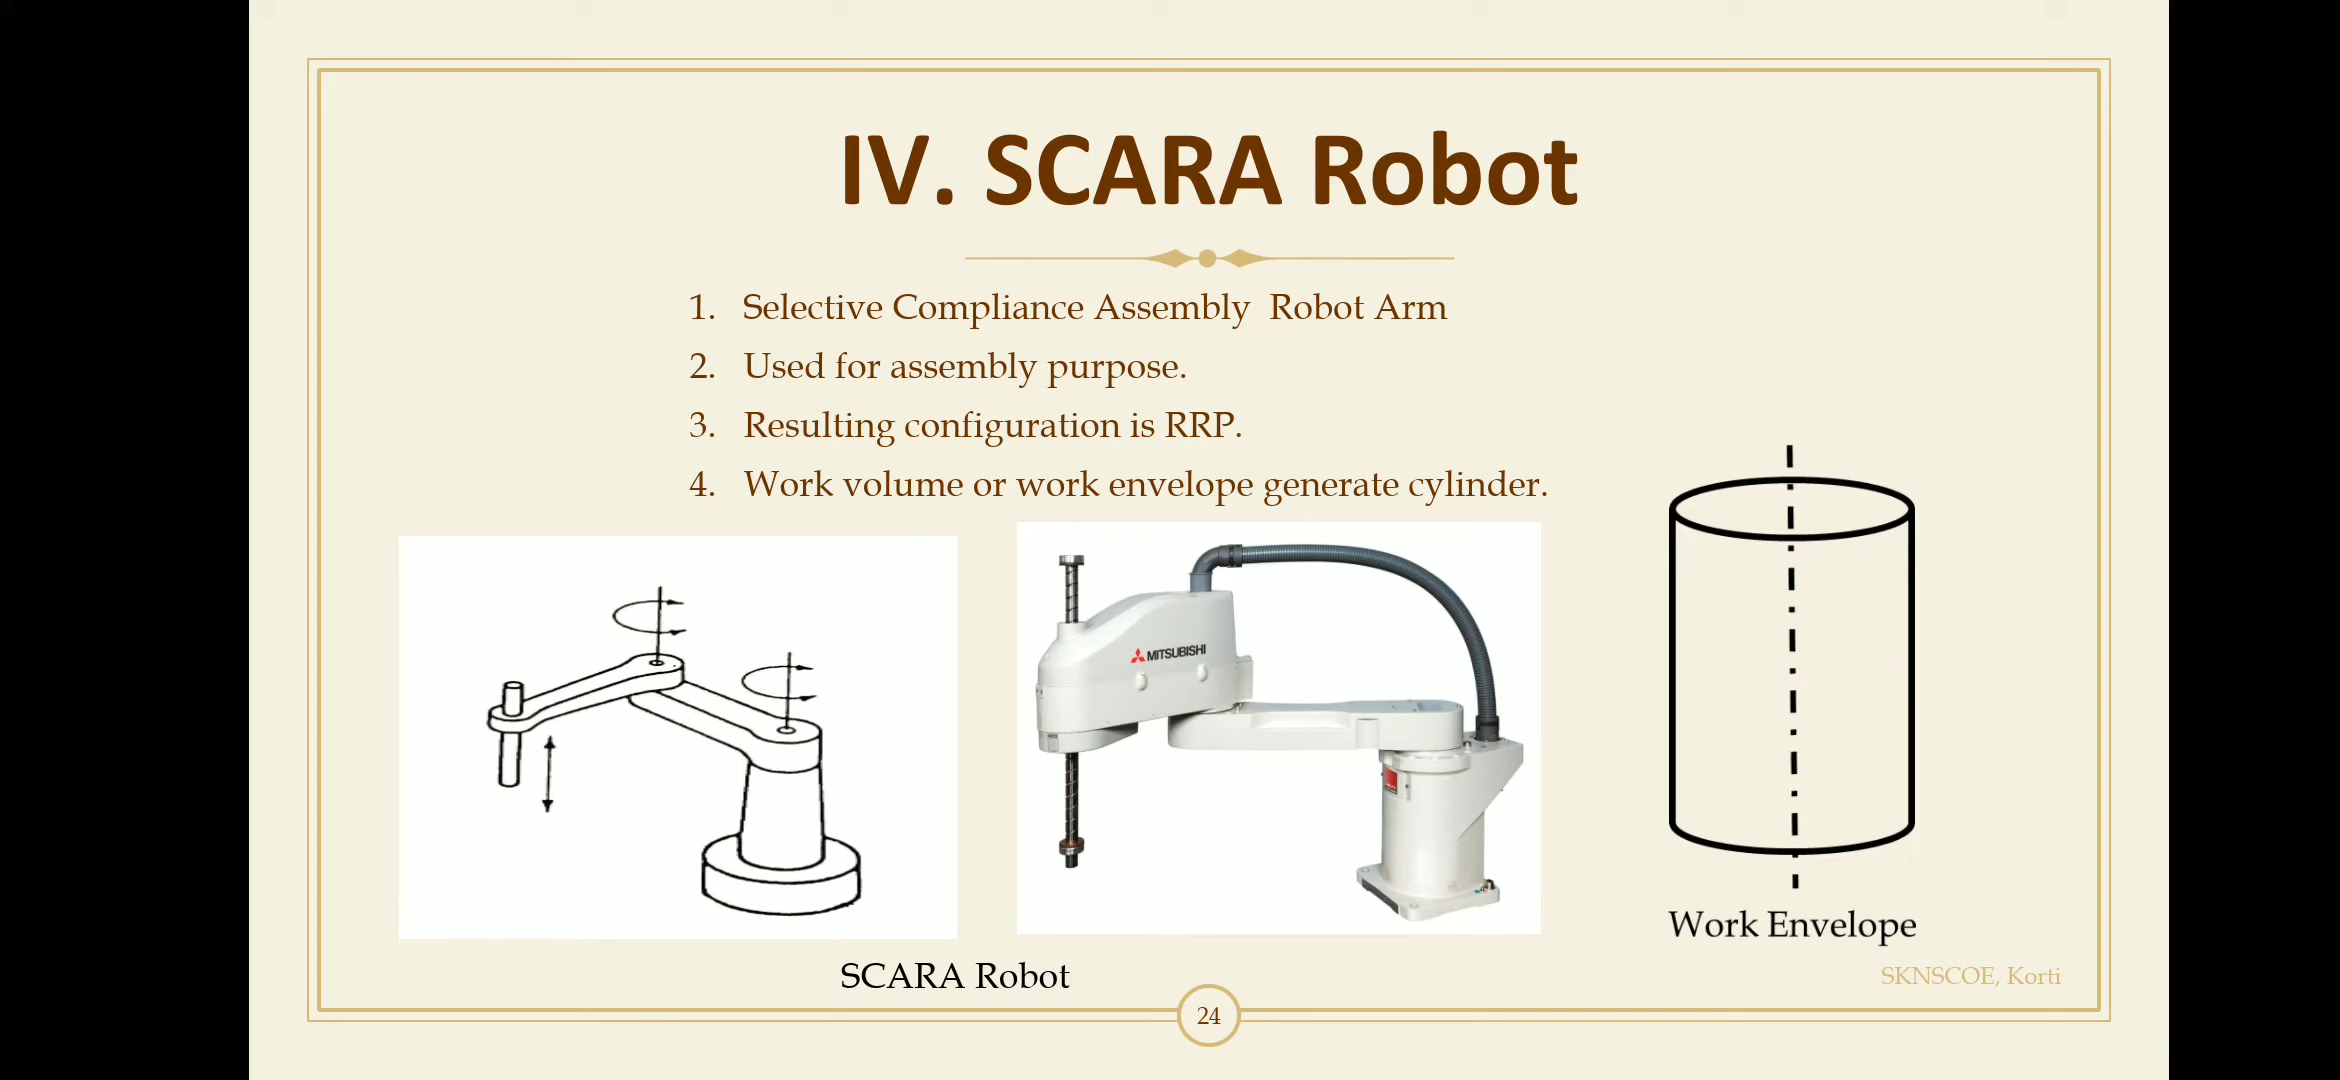 IV. SCARA Robot
1. Selective Compliance Assembly Robot Arm
2. Used for assembly purpose.
3. Resulting configuration is RRP.
4. Work volume or work envelope generate cylinder.
MITSUBISHI
Work Envelope
SCARA Robot
SKNSCOE, Korti
24